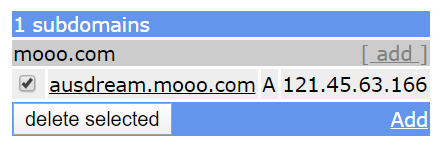 1 subdomains
mooo.com [ add ]
ausdream.mooo.com A 121.45.63.166
delete selected Add